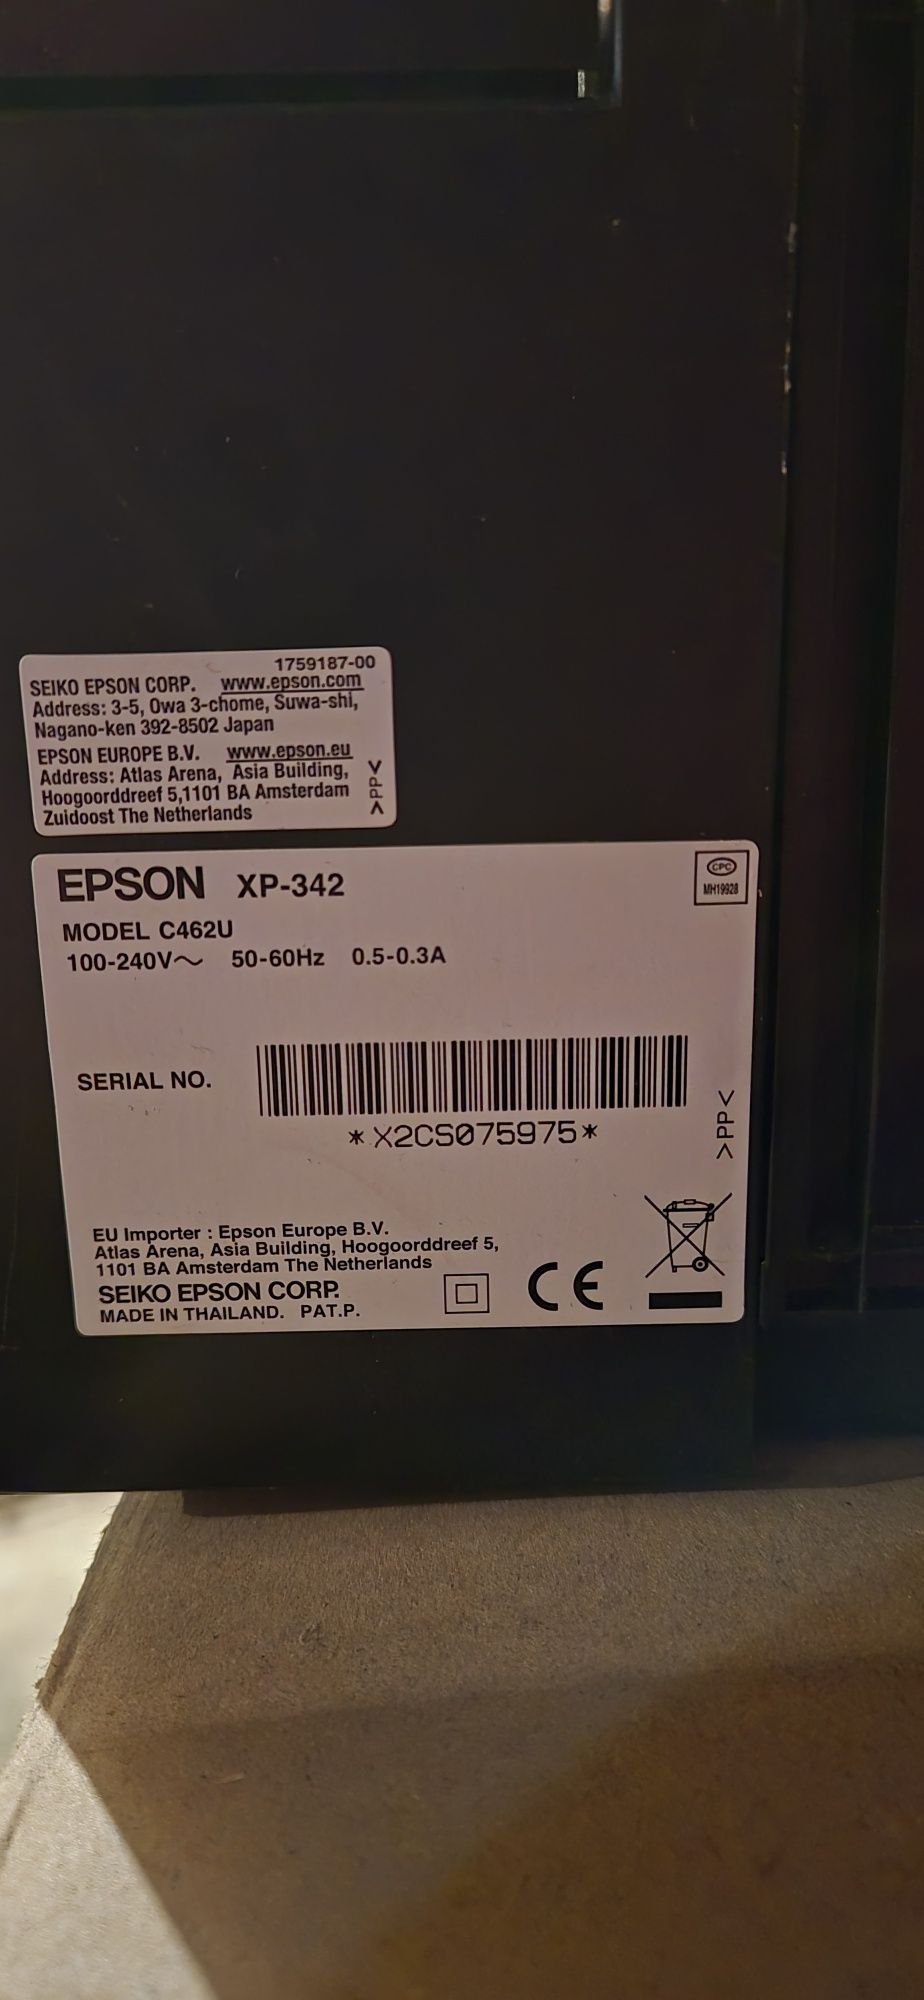 1759187-00
SEIKO EPSON CORP. www.epson.com
Address: 3-5, Owa 3-chome, Suwa-shi,
Nagano-ken 392-8502 Japan
EPSON EUROPE B.V. www.epson.eu
Address: Atlas Arena, Asia Building,
Hoogoorddreef 5,1101 BA Amsterdam
Zuidoost The Netherlands
>PP<
EPSON XP-342
CPC
MH19928
MODEL C462U
100-240V~ 50-60Hz 0.5-0.3A
SERIAL NO.
*X2CS075975*
>PP<
EU Importer : Epson Europe B.V.
Atlas Arena, Asia Building, Hoogoorddreef 5,
1101 BA Amsterdam The Netherlands
SEIKO EPSON CORP.
MADE IN THAILAND. PAT.P.
CE